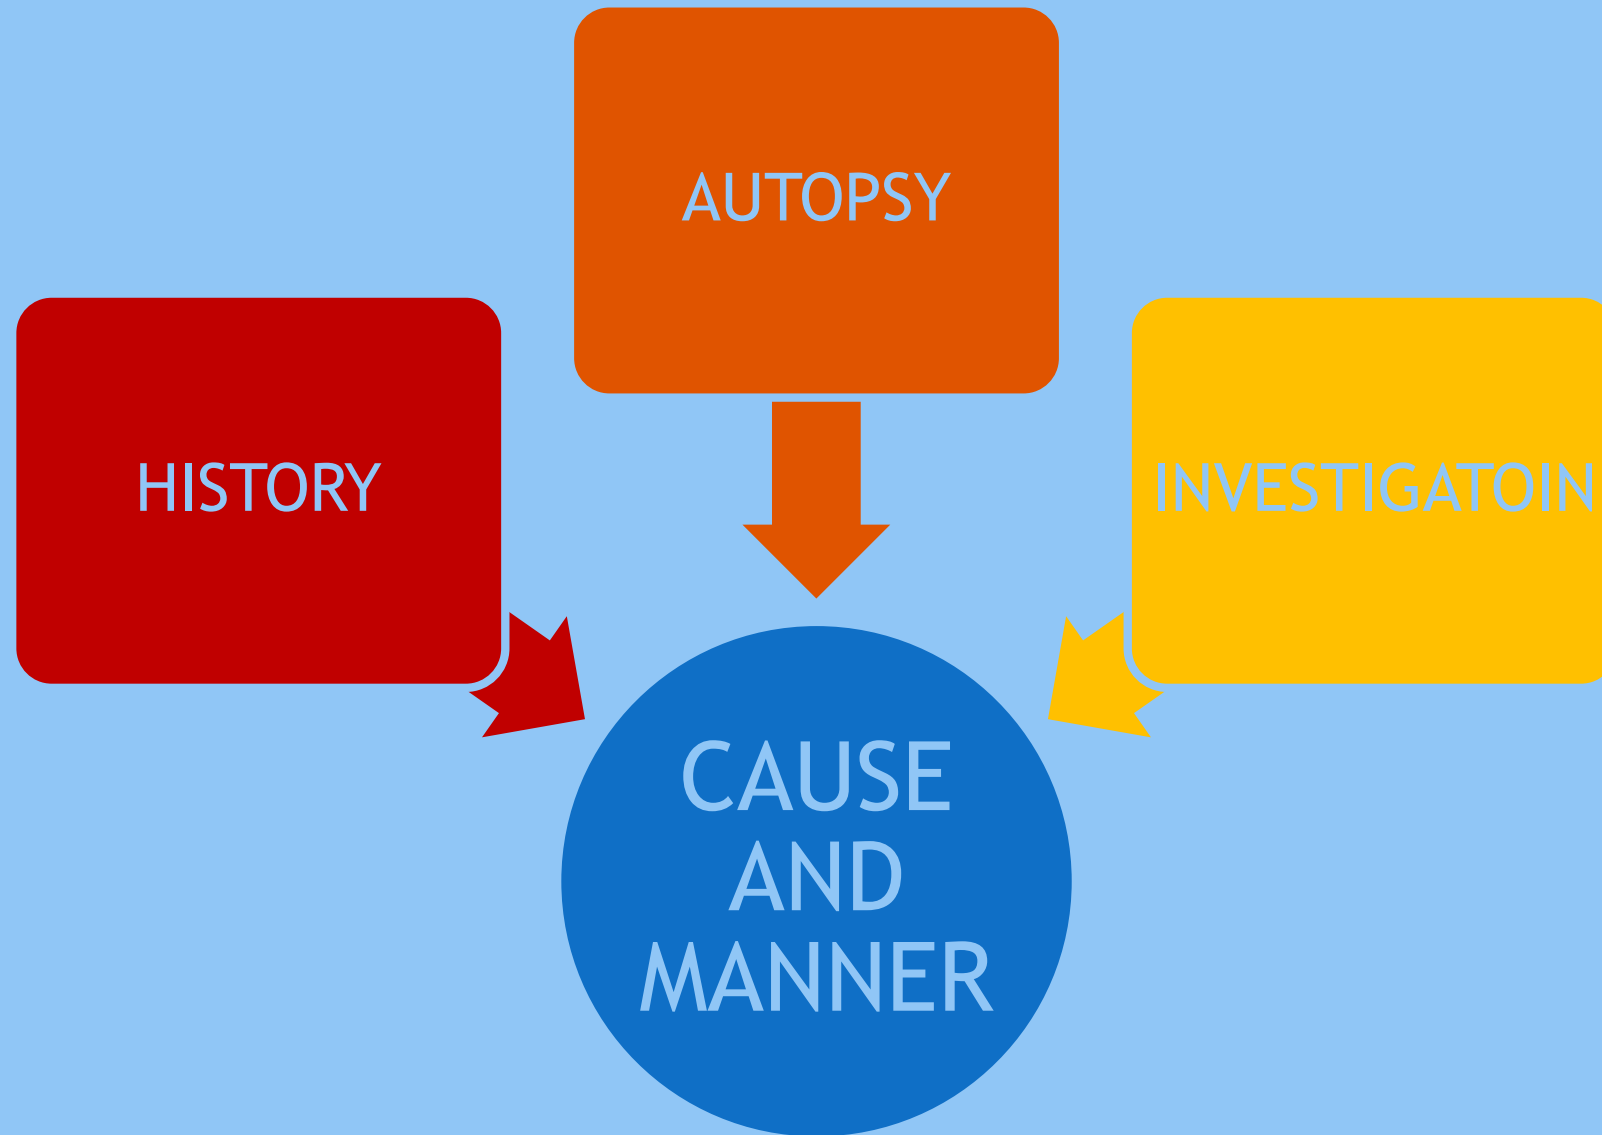 AUTOPSY
HISTORY
INVESTIGATOIN
CAUSE
AND
MANNER